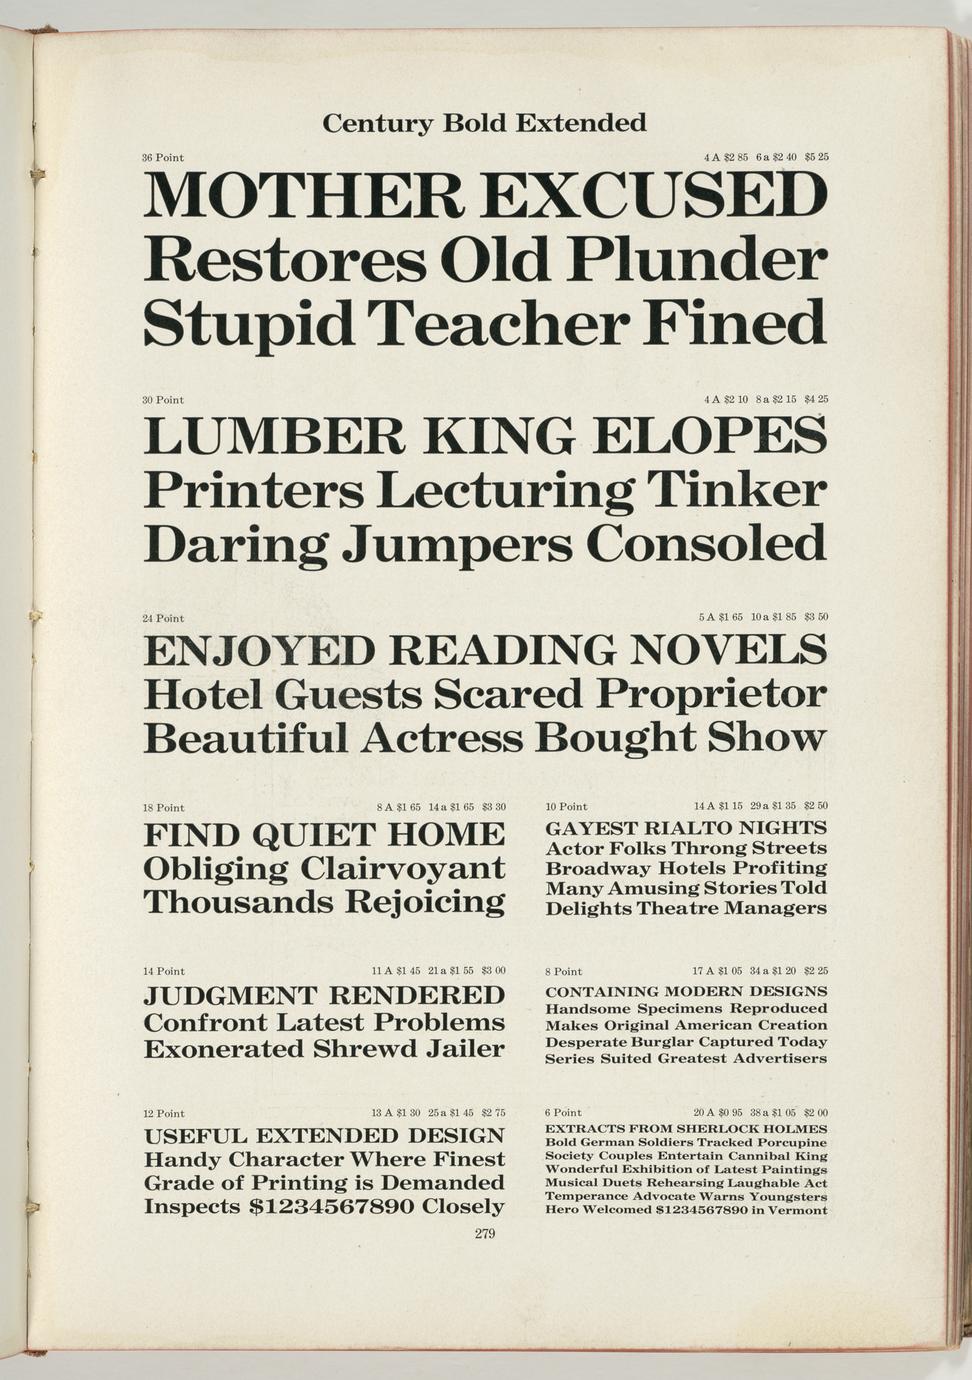 Century Bold Extended
36 Point 4 A $2 85 6 a $2 40 $5 25
MOTHER EXCUSED
Restores Old Plunder
Stupid Teacher Fined
30 Point 4 A $2 10 8 a $2 15 $4 25
LUMBER KING ELOPES
Printers Lecturing Tinker
Daring Jumpers Consoled
24 Point 5 A $1 65 10 a $1 85 $3 50
ENJOYED READING NOVELS
Hotel Guests Scared Proprietor
Beautiful Actress Bought Show
18 Point 8 A $1 65 14 a $1 65 $3 30
FIND QUIET HOME
Obliging Clairvoyant
Thousands Rejoicing
14 Point 11 A $1 45 21 a $1 55 $3 00
JUDGMENT RENDERED
Confront Latest Problems
Exonerated Shrewd Jailer
12 Point 13 A $1 30 25 a $1 45 $2 75
USEFUL EXTENDED DESIGN
Handy Character Where Finest
Grade of Printing is Demanded
Inspects $1234567890 Closely
10 Point 14 A $1 15 29 a $1 35 $2 50
GAYEST RIALTO NIGHTS
Actor Folks Throng Streets
Broadway Hotels Profiting
Many Amusing Stories Told
Delights Theatre Managers
8 Point 17 A $1 05 34 a $1 20 $2 25
CONTAINING MODERN DESIGNS
Handsome Specimens Reproduced
Makes Original American Creation
Desperate Burglar Captured Today
Series Suited Greatest Advertisers
6 Point 20 A $0 95 38 a $1 05 $2 00
EXTRACTS FROM SHERLOCK HOLMES
Bold German Soldiers Tracked Porcupine
Society Couples Entertain Cannibal King
Wonderful Exhibition of Latest Paintings
Musical Duets Rehearsing Laughable Act
Temperance Advocate Warns Youngsters
Hero Welcomed $1234567890 in Vermont
279